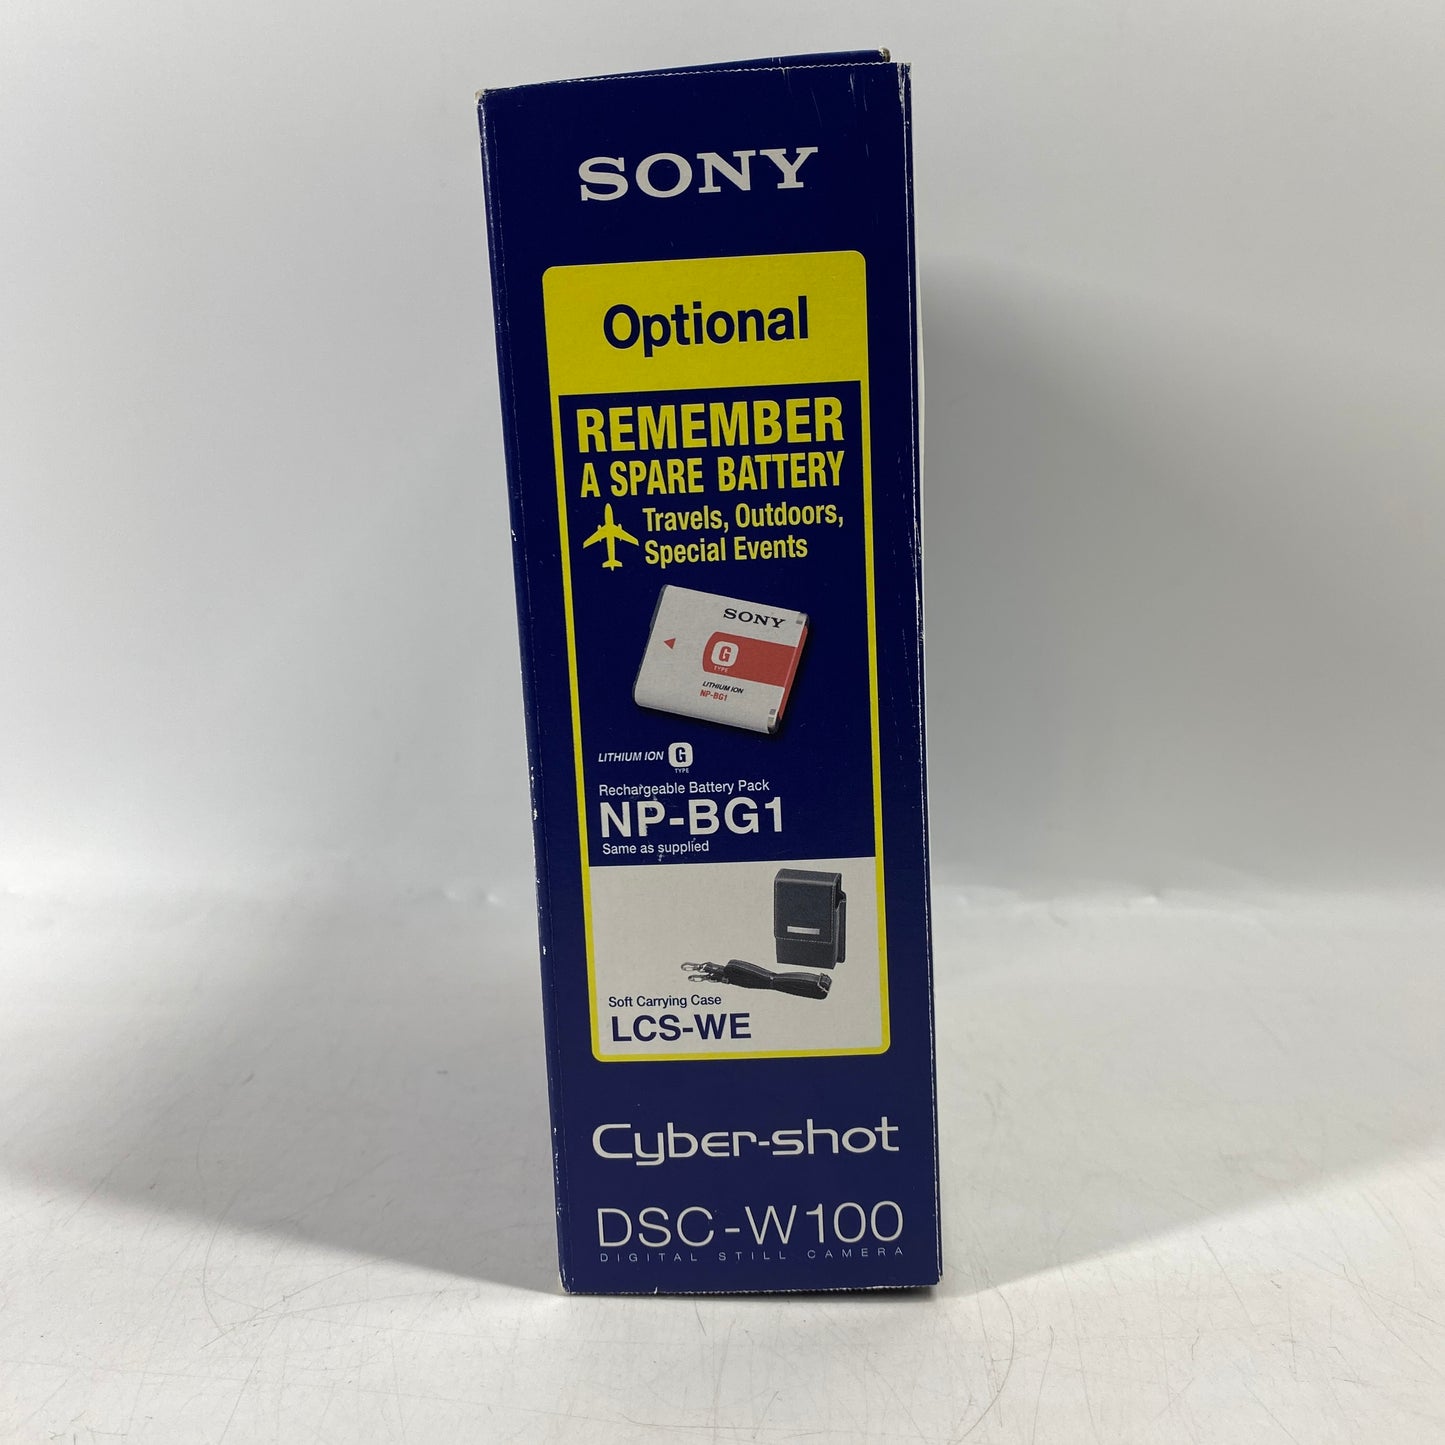 SONY
Optional
REMEMBER
A SPARE BATTERY
Travels, Outdoors,
Special Events
SONY
G
TYPE
LITHIUM ION
NP-BG1
LITHIUM ION G
TYPE
Rechargeable Battery Pack
NP-BG1
Same as supplied
Soft Carrying Case
LCS-WE
Cyber-shot
DSC-W100
DIGITAL STILL CAMERA